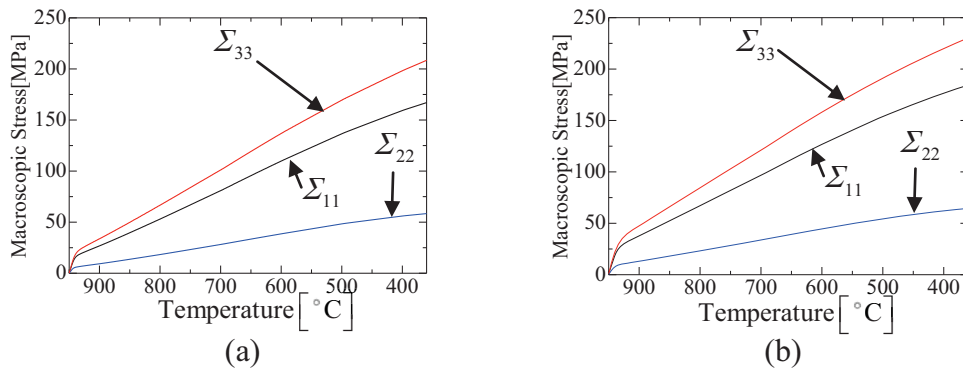 250
200
150
100
50
0
Macroscopic Stress[MPa]
Σ33
Σ22
Σ11
900 800 700 600 500 400
Temperature[°C]
(a)
250
200
150
100
50
0
Macroscopic Stress[MPa]
Σ33
Σ22
Σ11
900 800 700 600 500 400
Temperature[°C]
(b)